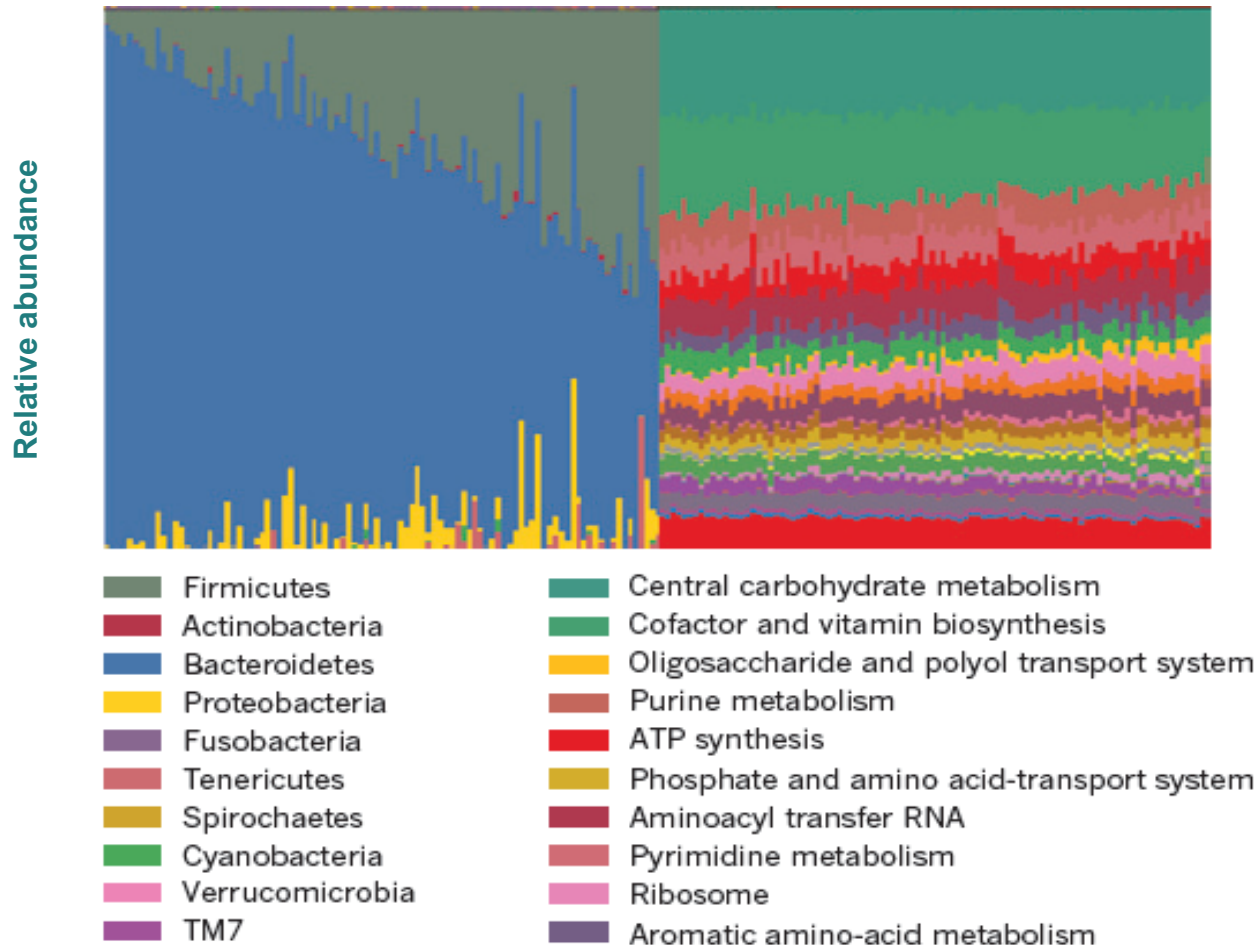 Relative abundance
Firmicutes
Actinobacteria
Bacteroidetes
Proteobacteria
Fusobacteria
Tenericutes
Spirochaetes
Cyanobacteria
Verrucomicrobia
TM7
Central carbohydrate metabolism
Cofactor and vitamin biosynthesis
Oligosaccharide and polyol transport system
Purine metabolism
ATP synthesis
Phosphate and amino acid-transport system
Aminoacyl transfer RNA
Pyrimidine metabolism
Ribosome
Aromatic amino-acid metabolism